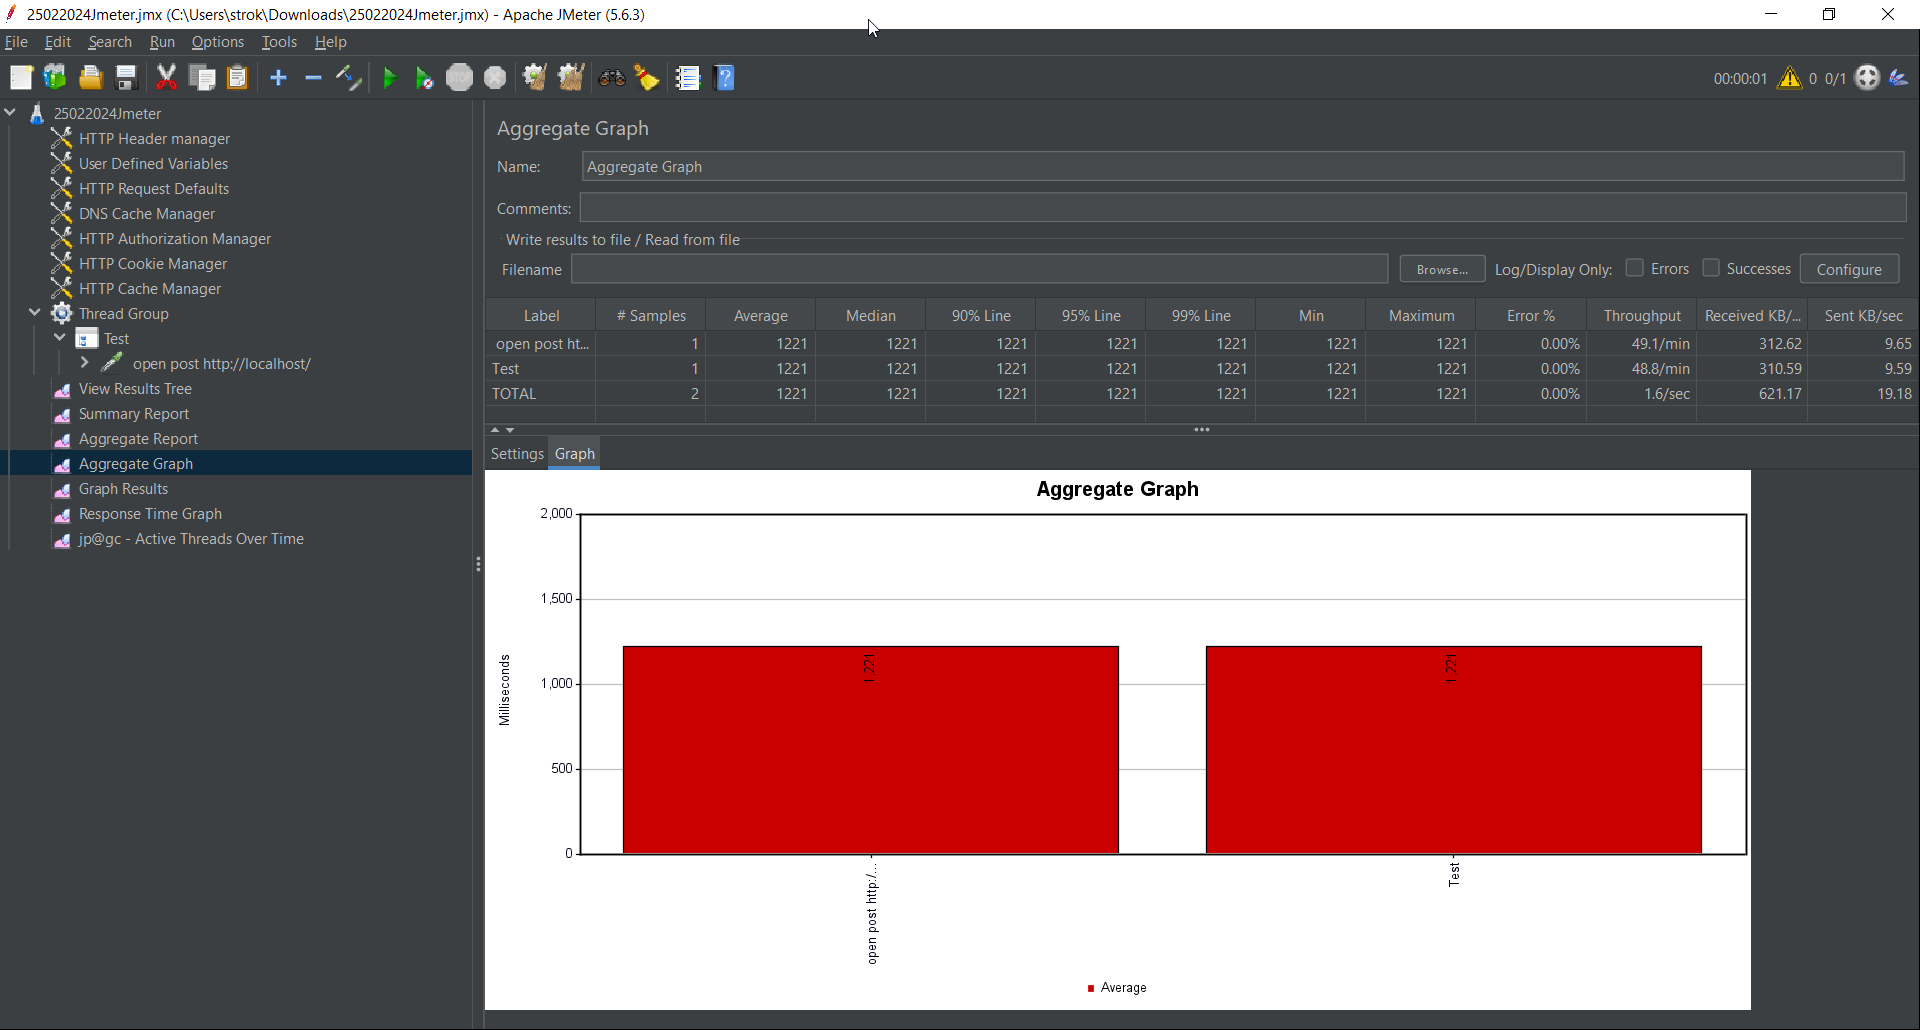 25022024Jmeter.jmx (C:\Users\strok\Downloads\25022024Jmeter.jmx) - Apache JMeter (5.6.3)
File Edit Search Run Options Tools Help
STOP ? 00:00:01 0 0/1
25022024Jmeter
HTTP Header manager
User Defined Variables
HTTP Request Defaults
DNS Cache Manager
HTTP Authorization Manager
HTTP Cookie Manager
HTTP Cache Manager
Thread Group
Test
open post http://localhost/
View Results Tree
Summary Report
Aggregate Report
Aggregate Graph
Graph Results
Response Time Graph
jp@gc - Active Threads Over Time
Aggregate Graph
Name: Aggregate Graph
Comments:
Write results to file / Read from file
Filename Browse... Log/Display Only: Errors Successes Configure
Label # Samples Average Median 90% Line 95% Line 99% Line Min Maximum Error % Throughput Received KB/... Sent KB/sec
open post ht... 1 1221 1221 1221 1221 1221 1221 1221 0.00% 49.1/min 312.62 9.65
Test 1 1221 1221 1221 1221 1221 1221 1221 0.00% 48.8/min 310.59 9.59
TOTAL 2 1221 1221 1221 1221 1221 1221 1221 0.00% 1.6/sec 621.17 19.18
Settings Graph
Aggregate Graph
2,000
1,500
1,000
500
0
Milliseconds
1,221
1,221
open post http:/...
Test
Average